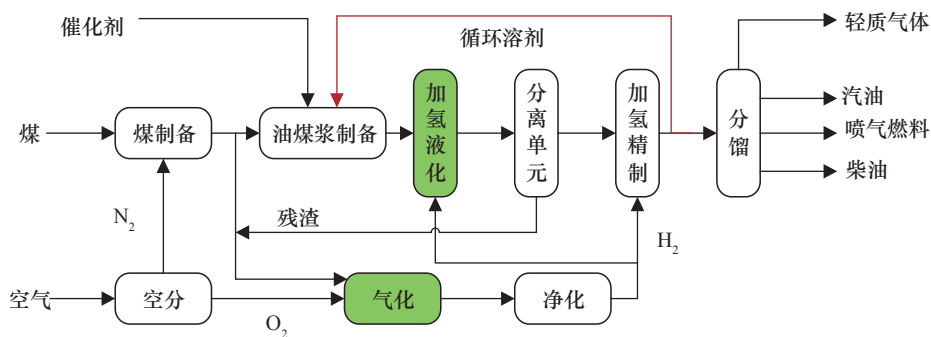 催化剂
轻质气体
循环溶剂
煤
煤制备
油煤浆制备
加氢液化
分离单元
加氢精制
分馏
汽油
喷气燃料
柴油
N₂
残渣
H₂
空气
空分
O₂
气化
净化